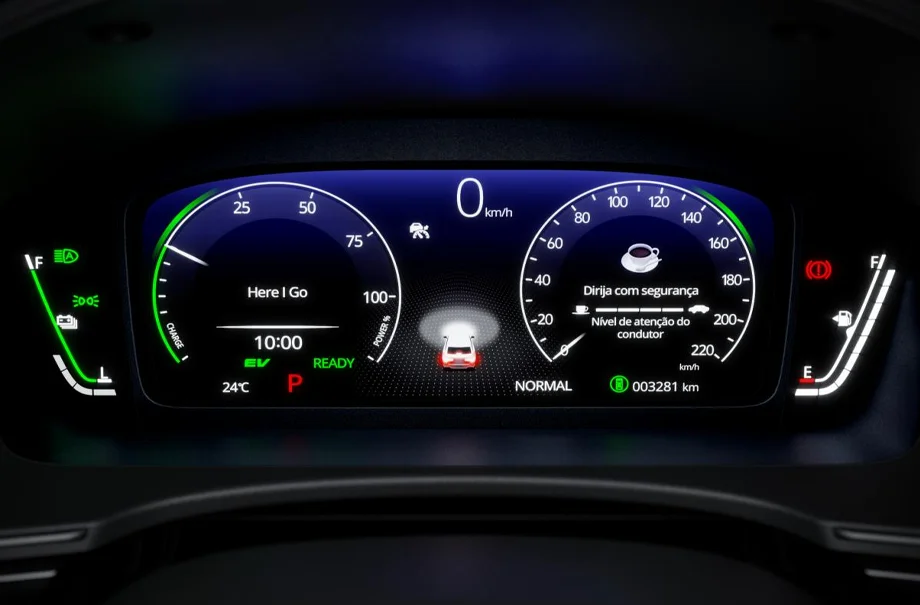 0 km/h
25
50
75
100
CHARGE
POWER %
Here I Go
10:00
EV
READY
24℃
P
F
A
L
NORMAL
0
20
40
60
80
100
120
140
160
180
200
220
km/h
Dirija com segurança
Nível de atenção do
condutor
003281 km
F
E